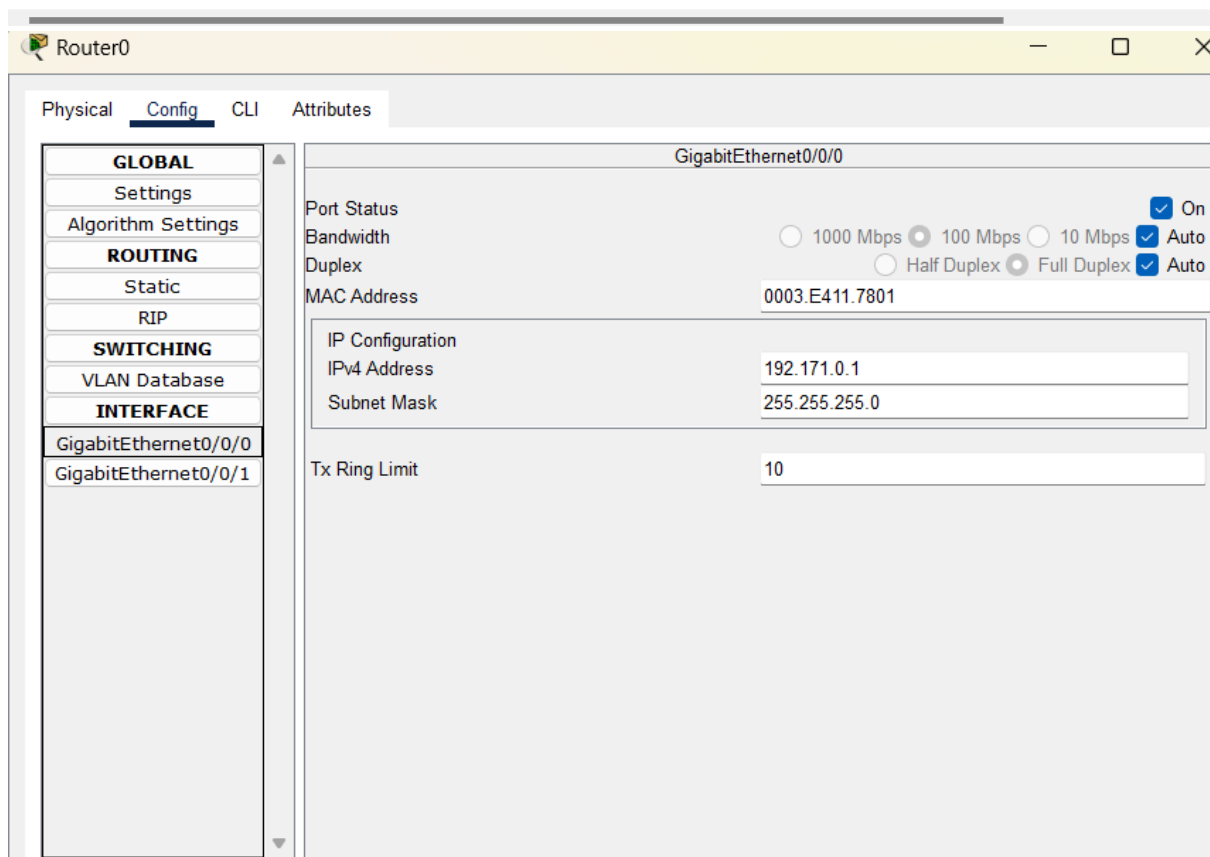 Router0
Physical Config CLI Attributes
GLOBAL
Settings
Algorithm Settings
ROUTING
Static
RIP
SWITCHING
VLAN Database
INTERFACE
GigabitEthernet0/0/0
GigabitEthernet0/0/1
GigabitEthernet0/0/0
Port Status On
Bandwidth 1000 Mbps 100 Mbps 10 Mbps Auto
Duplex Half Duplex Full Duplex Auto
MAC Address 0003.E411.7801
IP Configuration
IPv4 Address 192.171.0.1
Subnet Mask 255.255.255.0
Tx Ring Limit 10